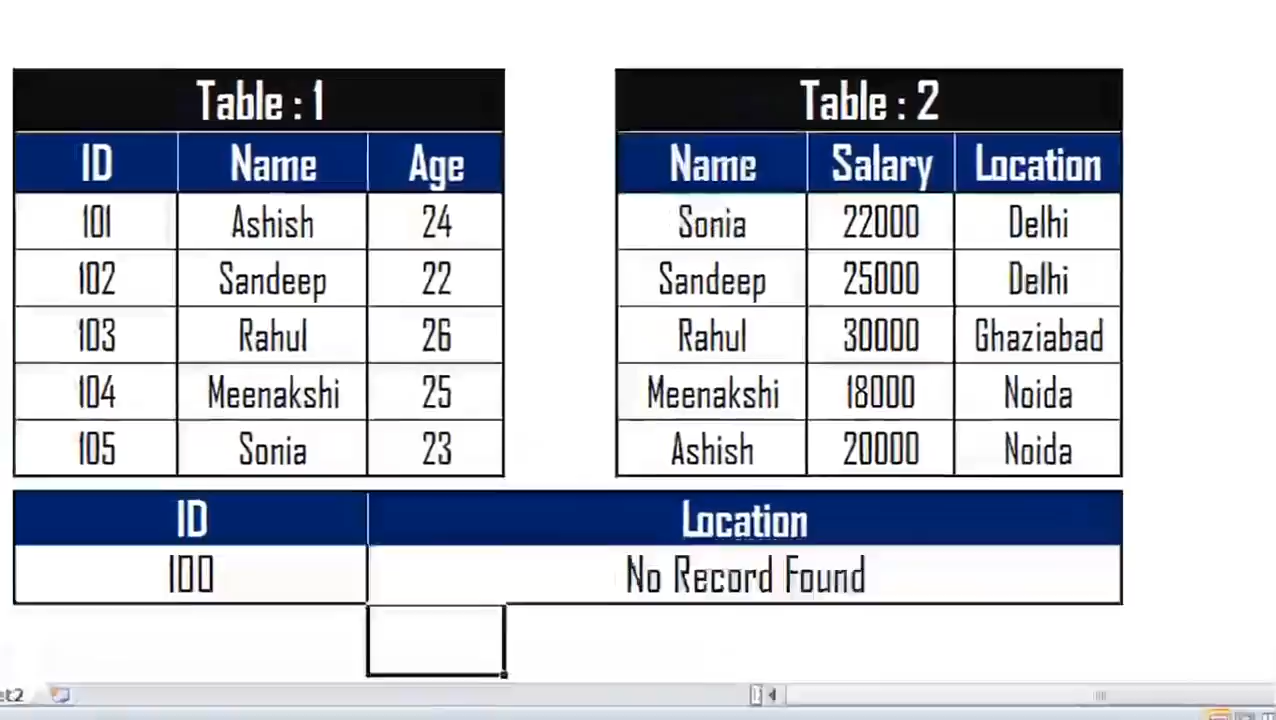 Table : 1
ID Name Age
101 Ashish 24
102 Sandeep 22
103 Rahul 26
104 Meenakshi 25
105 Sonia 23
Table : 2
Name Salary Location
Sonia 22000 Delhi
Sandeep 25000 Delhi
Rahul 30000 Ghaziabad
Meenakshi 18000 Noida
Ashish 20000 Noida
ID Location
100 No Record Found